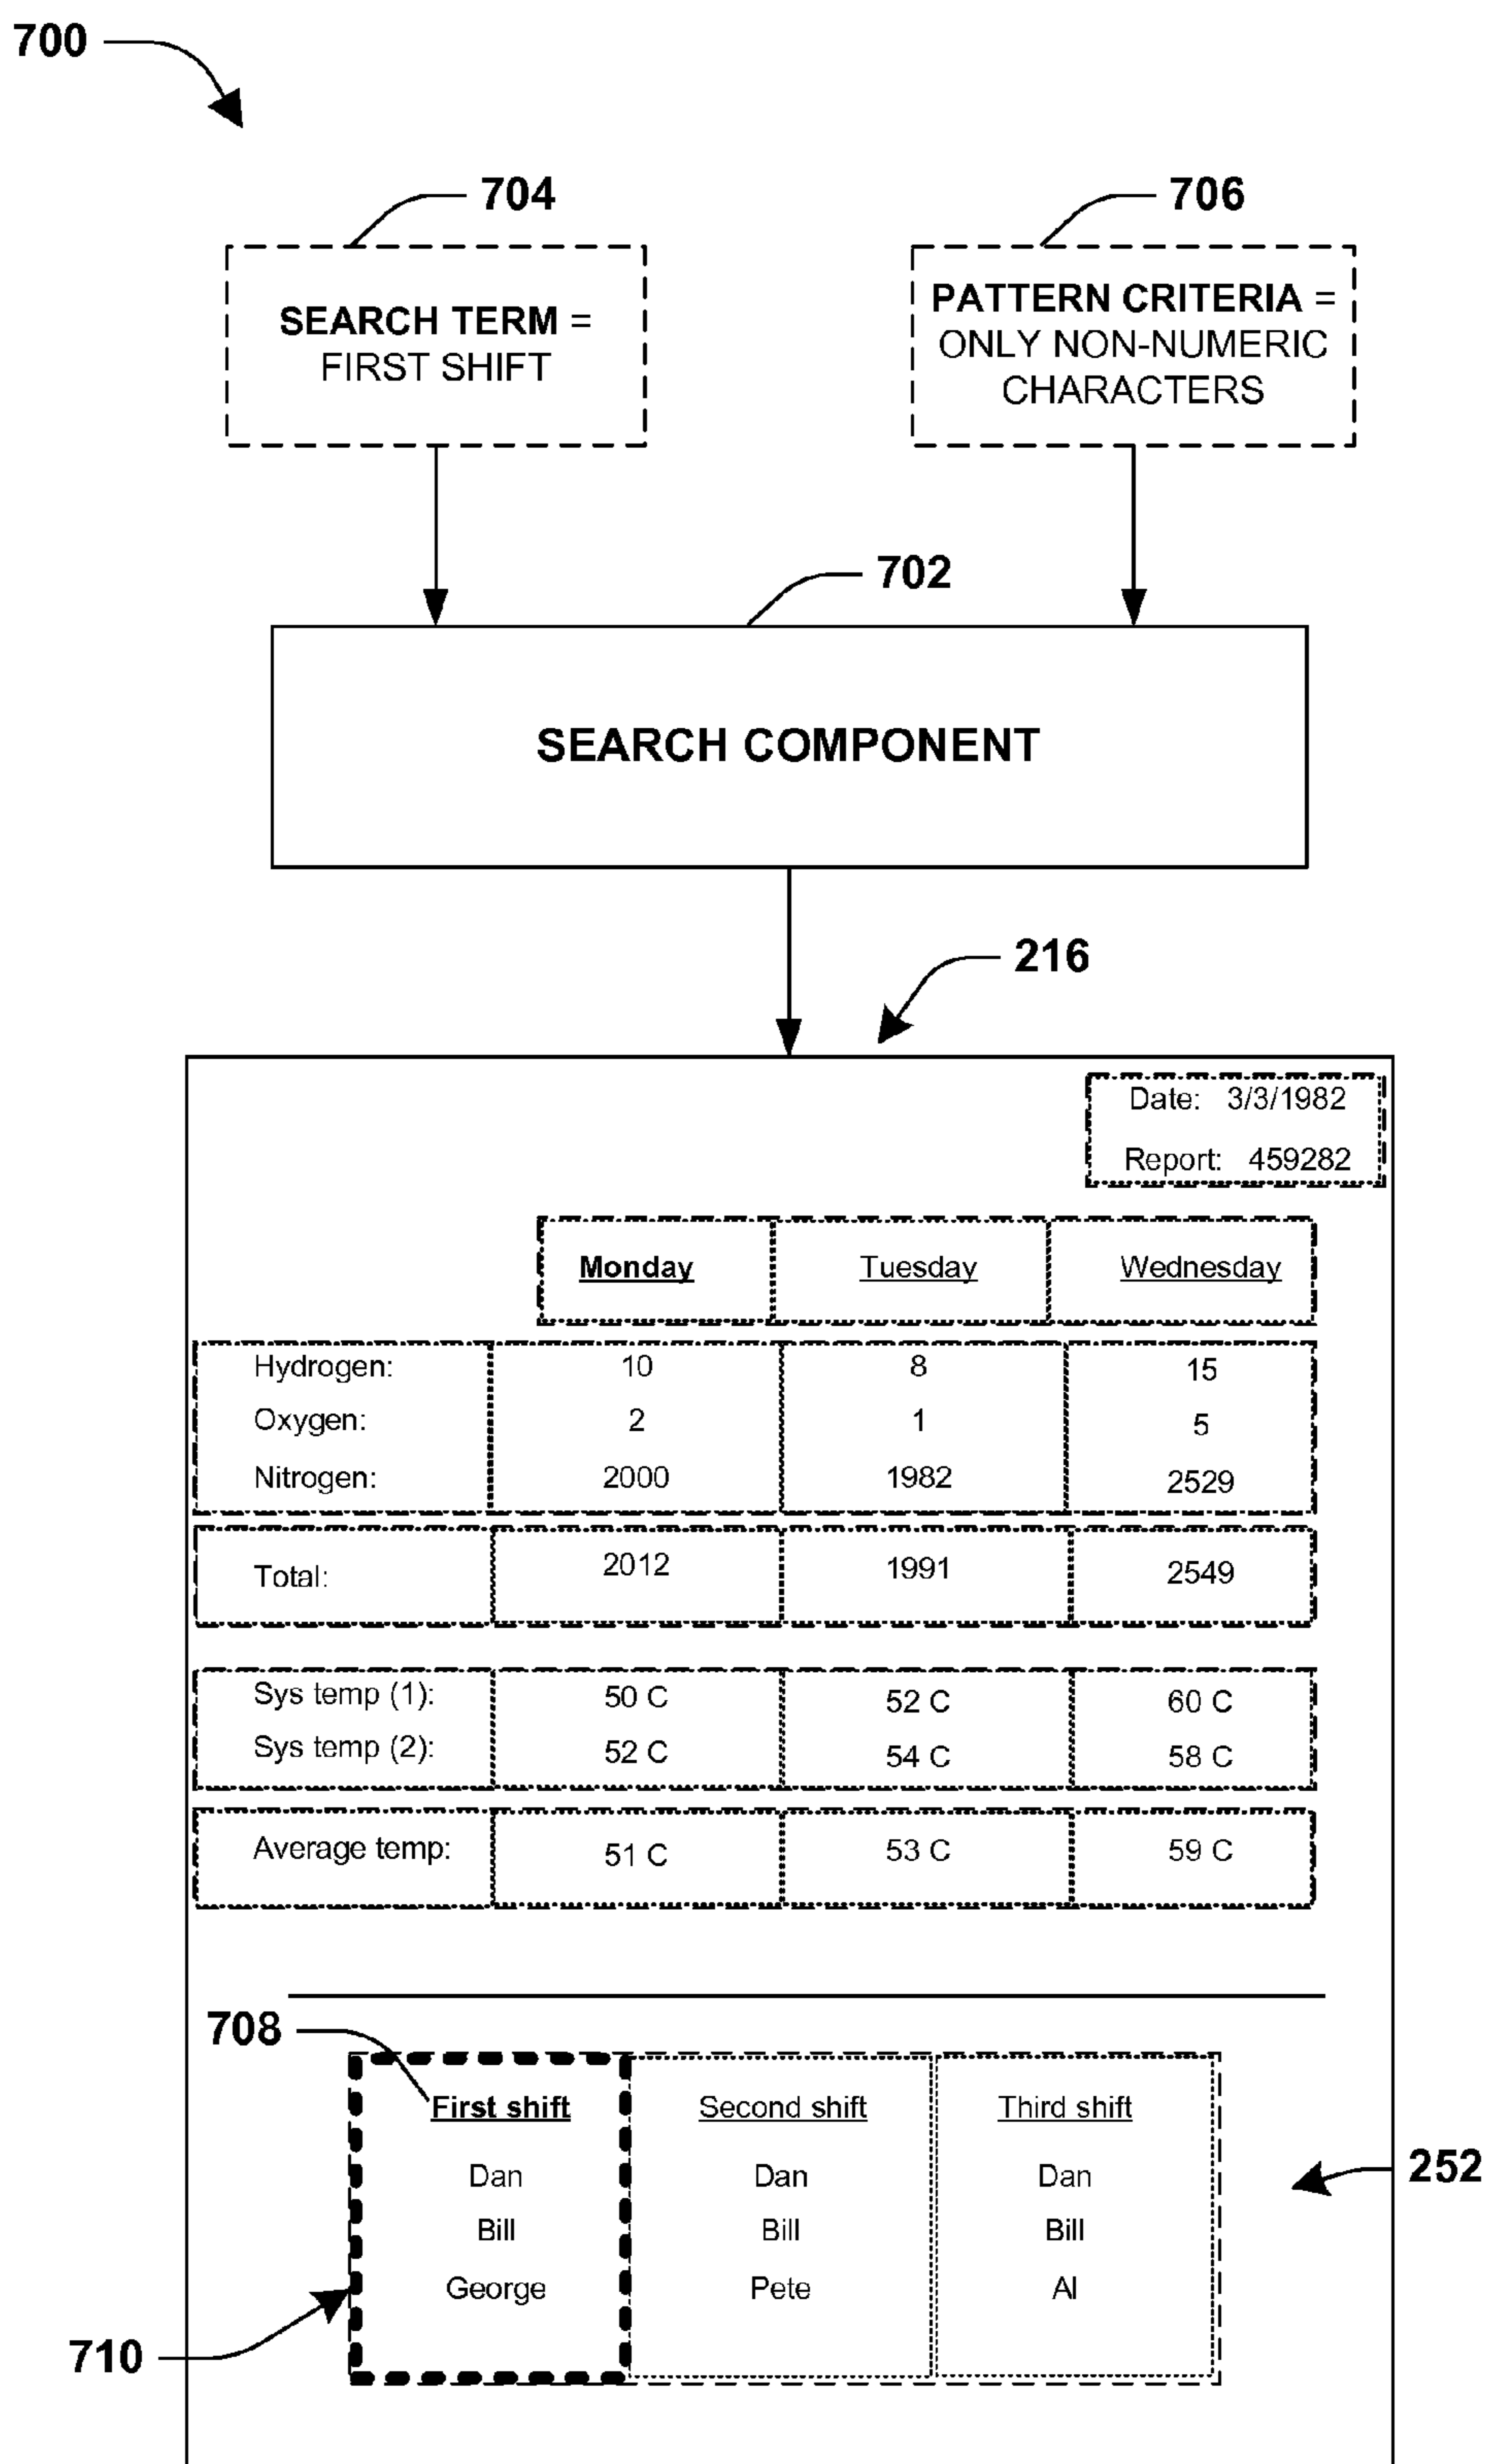 700
704
706
SEARCH TERM =
FIRST SHIFT
PATTERN CRITERIA =
ONLY NON-NUMERIC
CHARACTERS
702
SEARCH COMPONENT
216
Date: 3/3/1982
Report: 459282
Monday Tuesday Wednesday
Hydrogen: 10 8 15
Oxygen: 2 1 5
Nitrogen: 2000 1982 2529
Total: 2012 1991 2549
Sys temp (1): 50 C 52 C 60 C
Sys temp (2): 52 C 54 C 58 C
Average temp: 51 C 53 C 59 C
708
First shift Second shift Third shift
Dan Dan Dan
252
Bill Bill Bill
George Pete Al
710